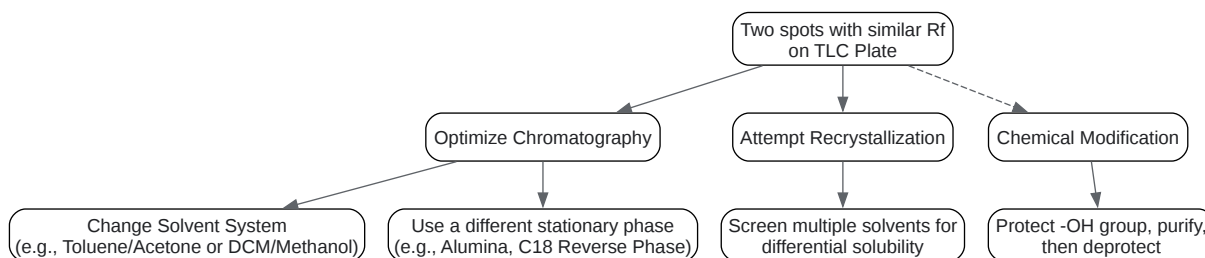 Two spots with similar Rf
on TLC Plate
Optimize Chromatography
Attempt Recrystallization
Chemical Modification
Change Solvent System
(e.g., Toluene/Acetone or DCM/Methanol)
Use a different stationary phase
(e.g., Alumina, C18 Reverse Phase)
Screen multiple solvents for
differential solubility
Protect -OH group, purify,
then deprotect